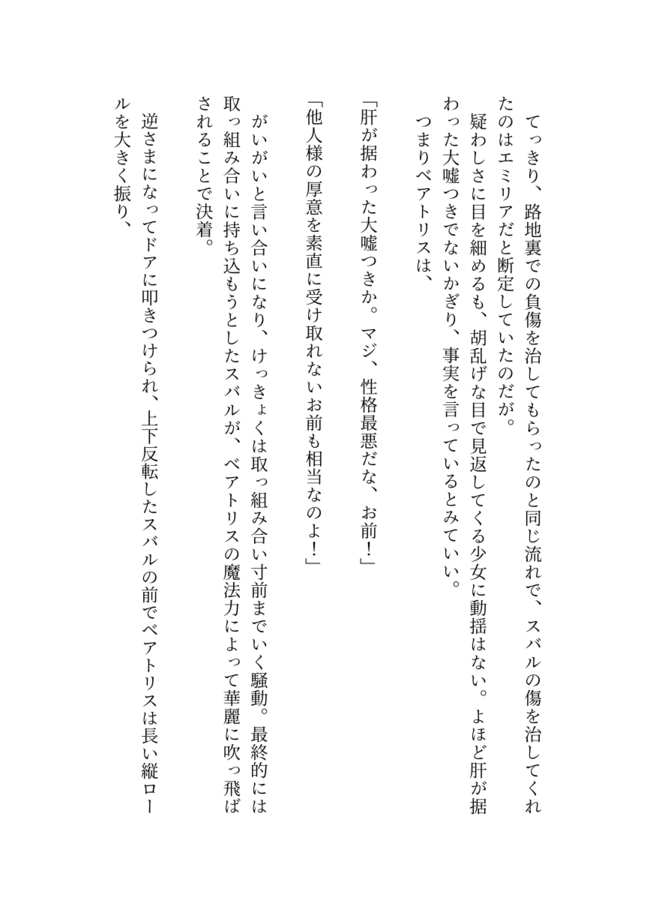 てっきり、路地裏での負傷を治してもらったのと同じ流れで、スバルの傷を治してくれ
たのはエミリアだと断定していたのだが。
疑わしさに目を細めるも、胡乱げな目で見返してくる少女に動揺はない。よほど肝が据
わった大嘘つきでないかぎり、事実を言っているとみていい。
つまりベアトリスは、
「肝が据わった大嘘つきか。マジ、性格最悪だな、お前！」
「他人様の厚意を素直に受け取れないお前も相当なのよ！」
がいがいと言い合いになり、けっきょくは取っ組み合い寸前までいく騒動。最終的には
取っ組み合いに持ち込もうとしたスバルが、ベアトリスの魔法力によって華麗に吹っ飛ば
されることで決着。
逆さまになってドアに叩きつけられ、上下反転したスバルの前でベアトリスは長い縦ロー
ルを大きく振り、